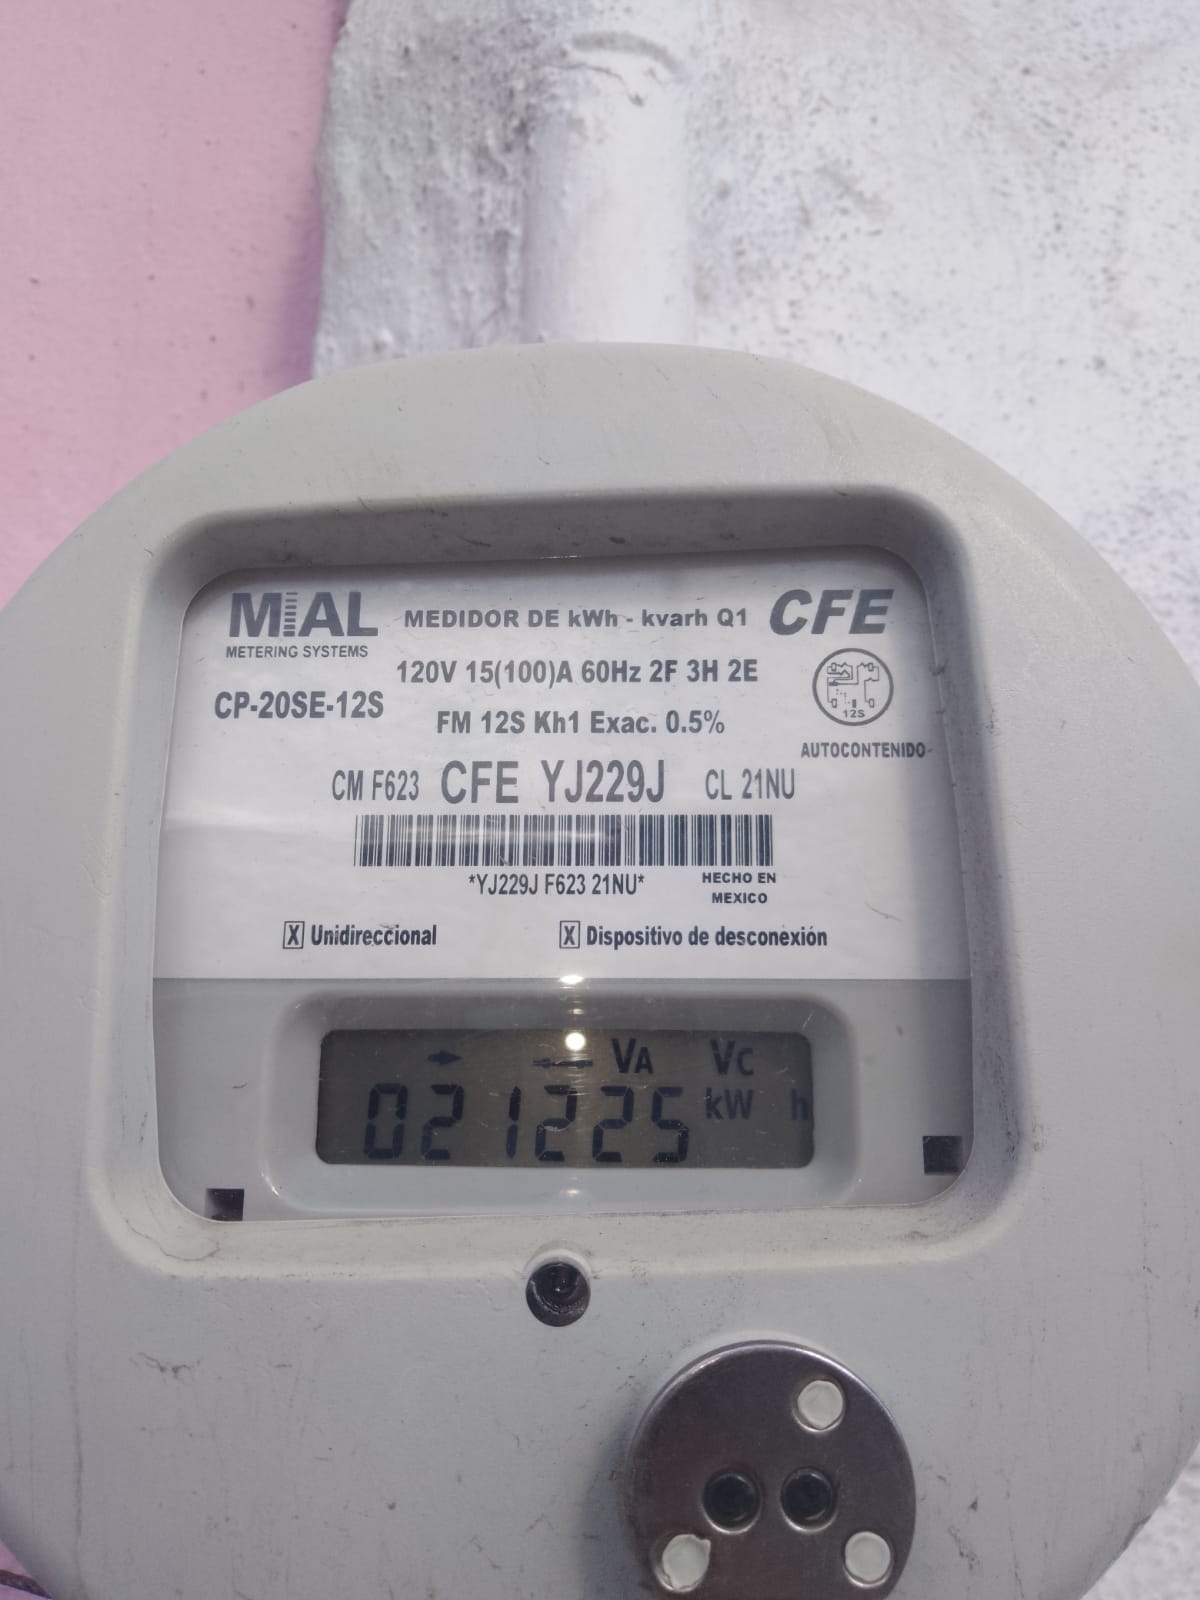 MIAL
METERING SYSTEMS
MEDIDOR DE kWh - kvarh Q1
CFE
120V 15(100)A 60Hz 2F 3H 2E
CP-20SE-12S
FM 12S Kh1 Exac. 0.5%
12S
AUTOCONTENIDO
CM F623 CFE YJ229J CL 21NU
*YJ229J F623 21NU*
HECHO EN
MEXICO
X Unidireccional
X Dispositivo de desconexión
VA VC
021225 kW h